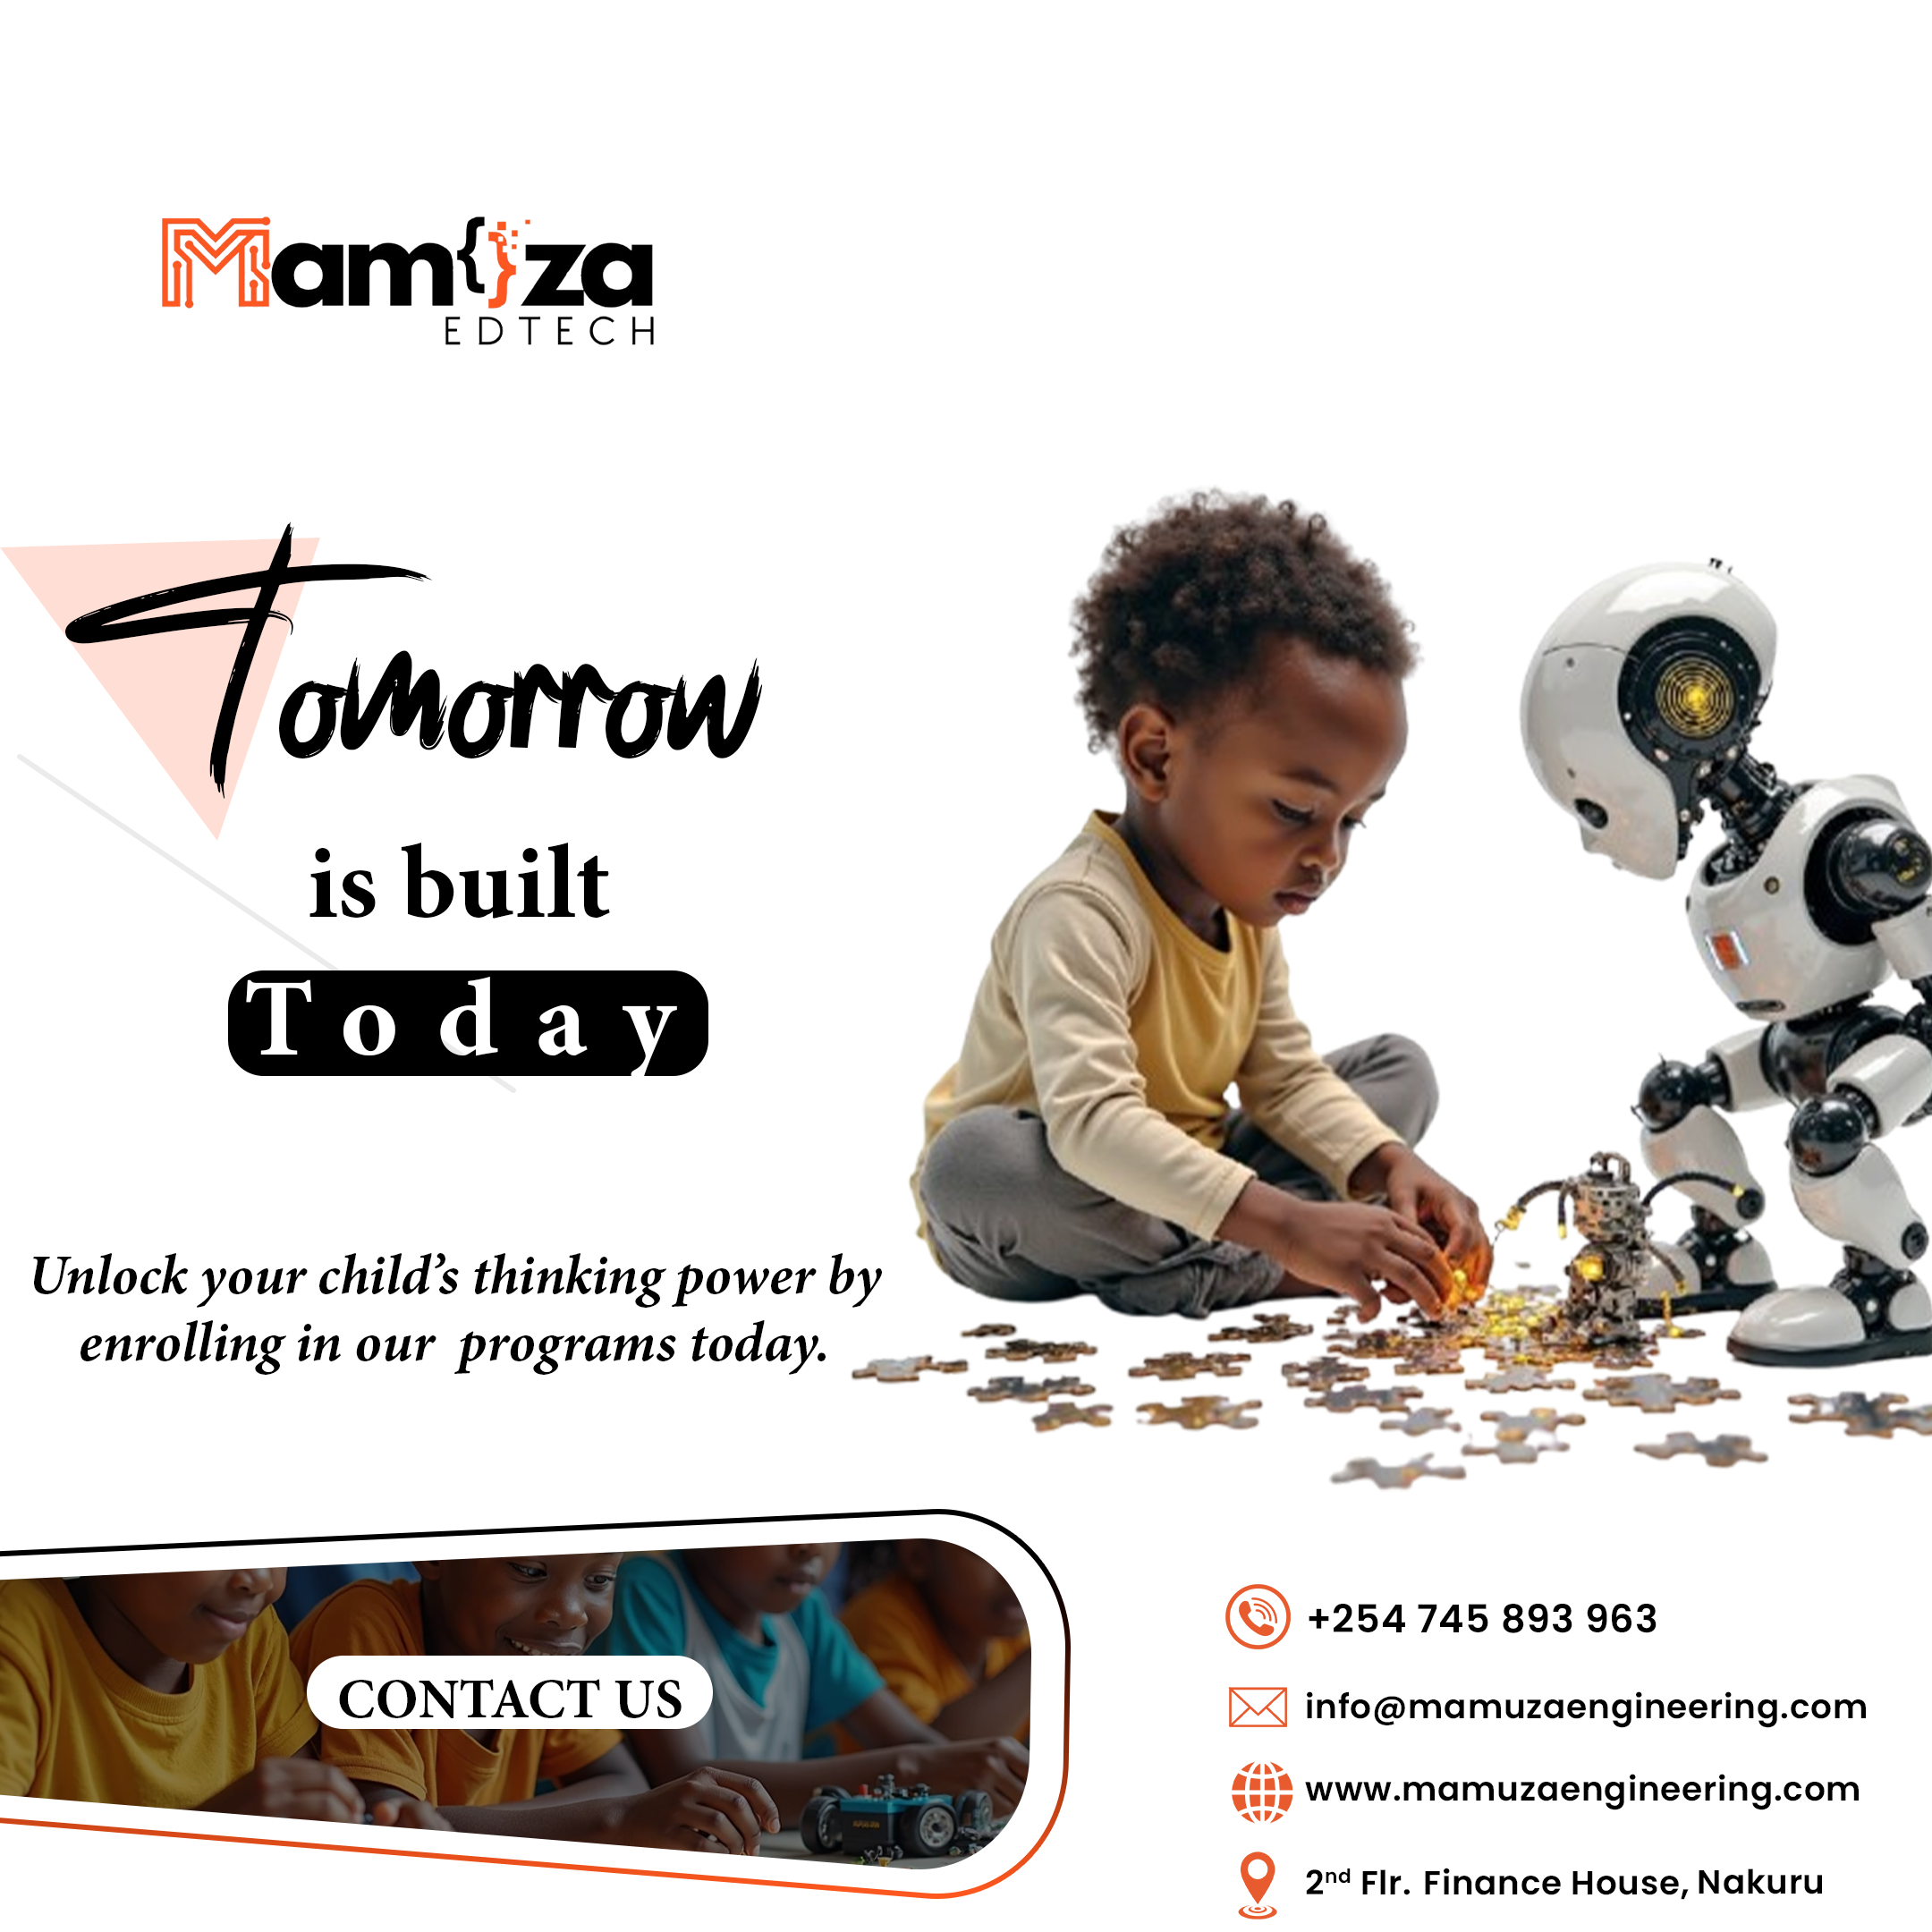 Mam{}za
EDTECH
Tomorrow
is built
Today
Unlock your child’s thinking power by
enrolling in our programs today.
CONTACT US
+254 745 893 963
info@mamuzaengineering.com
www.mamuzaengineering.com
2nd Flr. Finance House, Nakuru